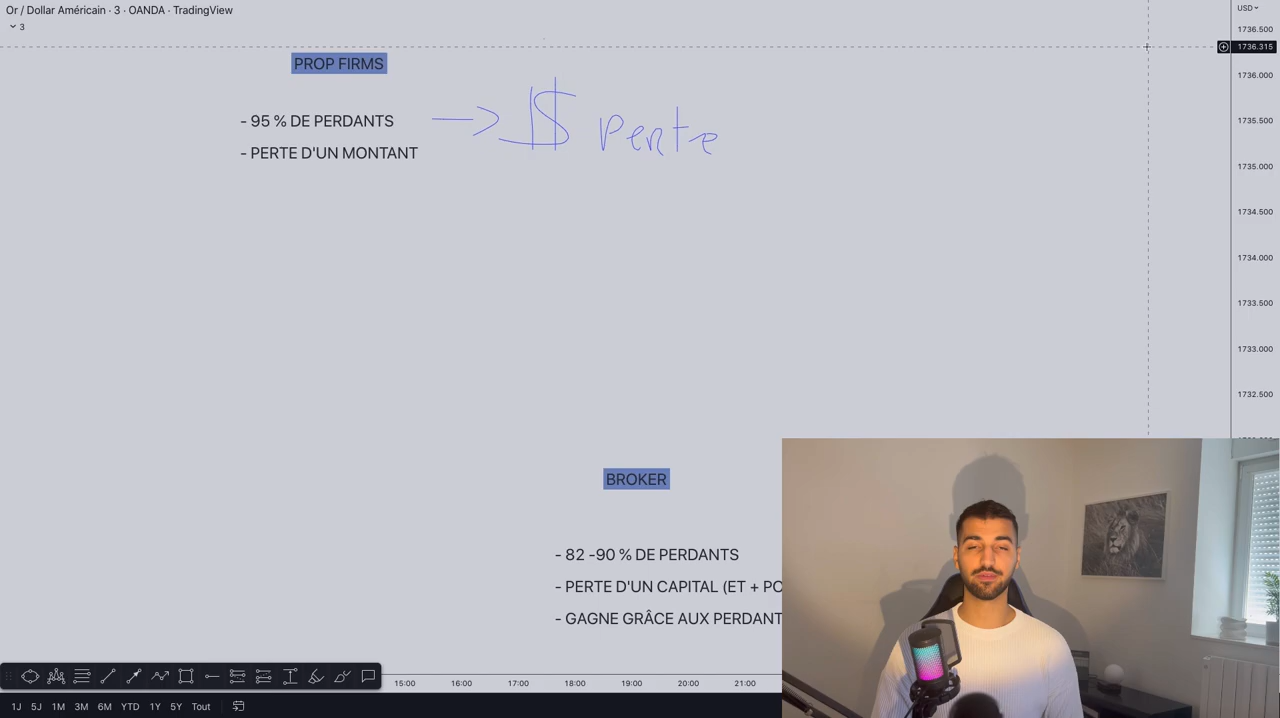 Or / Dollar Américain · 3 · OANDA · TradingView
3
USD
1736.500
1736.315
PROP FIRMS
1736.000
- 95 % DE PERDANTS
$ Perte
1735.500
- PERTE D'UN MONTANT
1735.000
1734.500
1734.000
1733.500
1733.000
1732.500
BROKER
- 82 -90 % DE PERDANTS
- PERTE D'UN CAPITAL (ET + PO
- GAGNE GRÂCE AUX PERDANT
15:00 16:00 17:00 18:00 19:00 20:00 21:00
1J 5J 1M 3M 6M YTD 1Y 5Y Tout